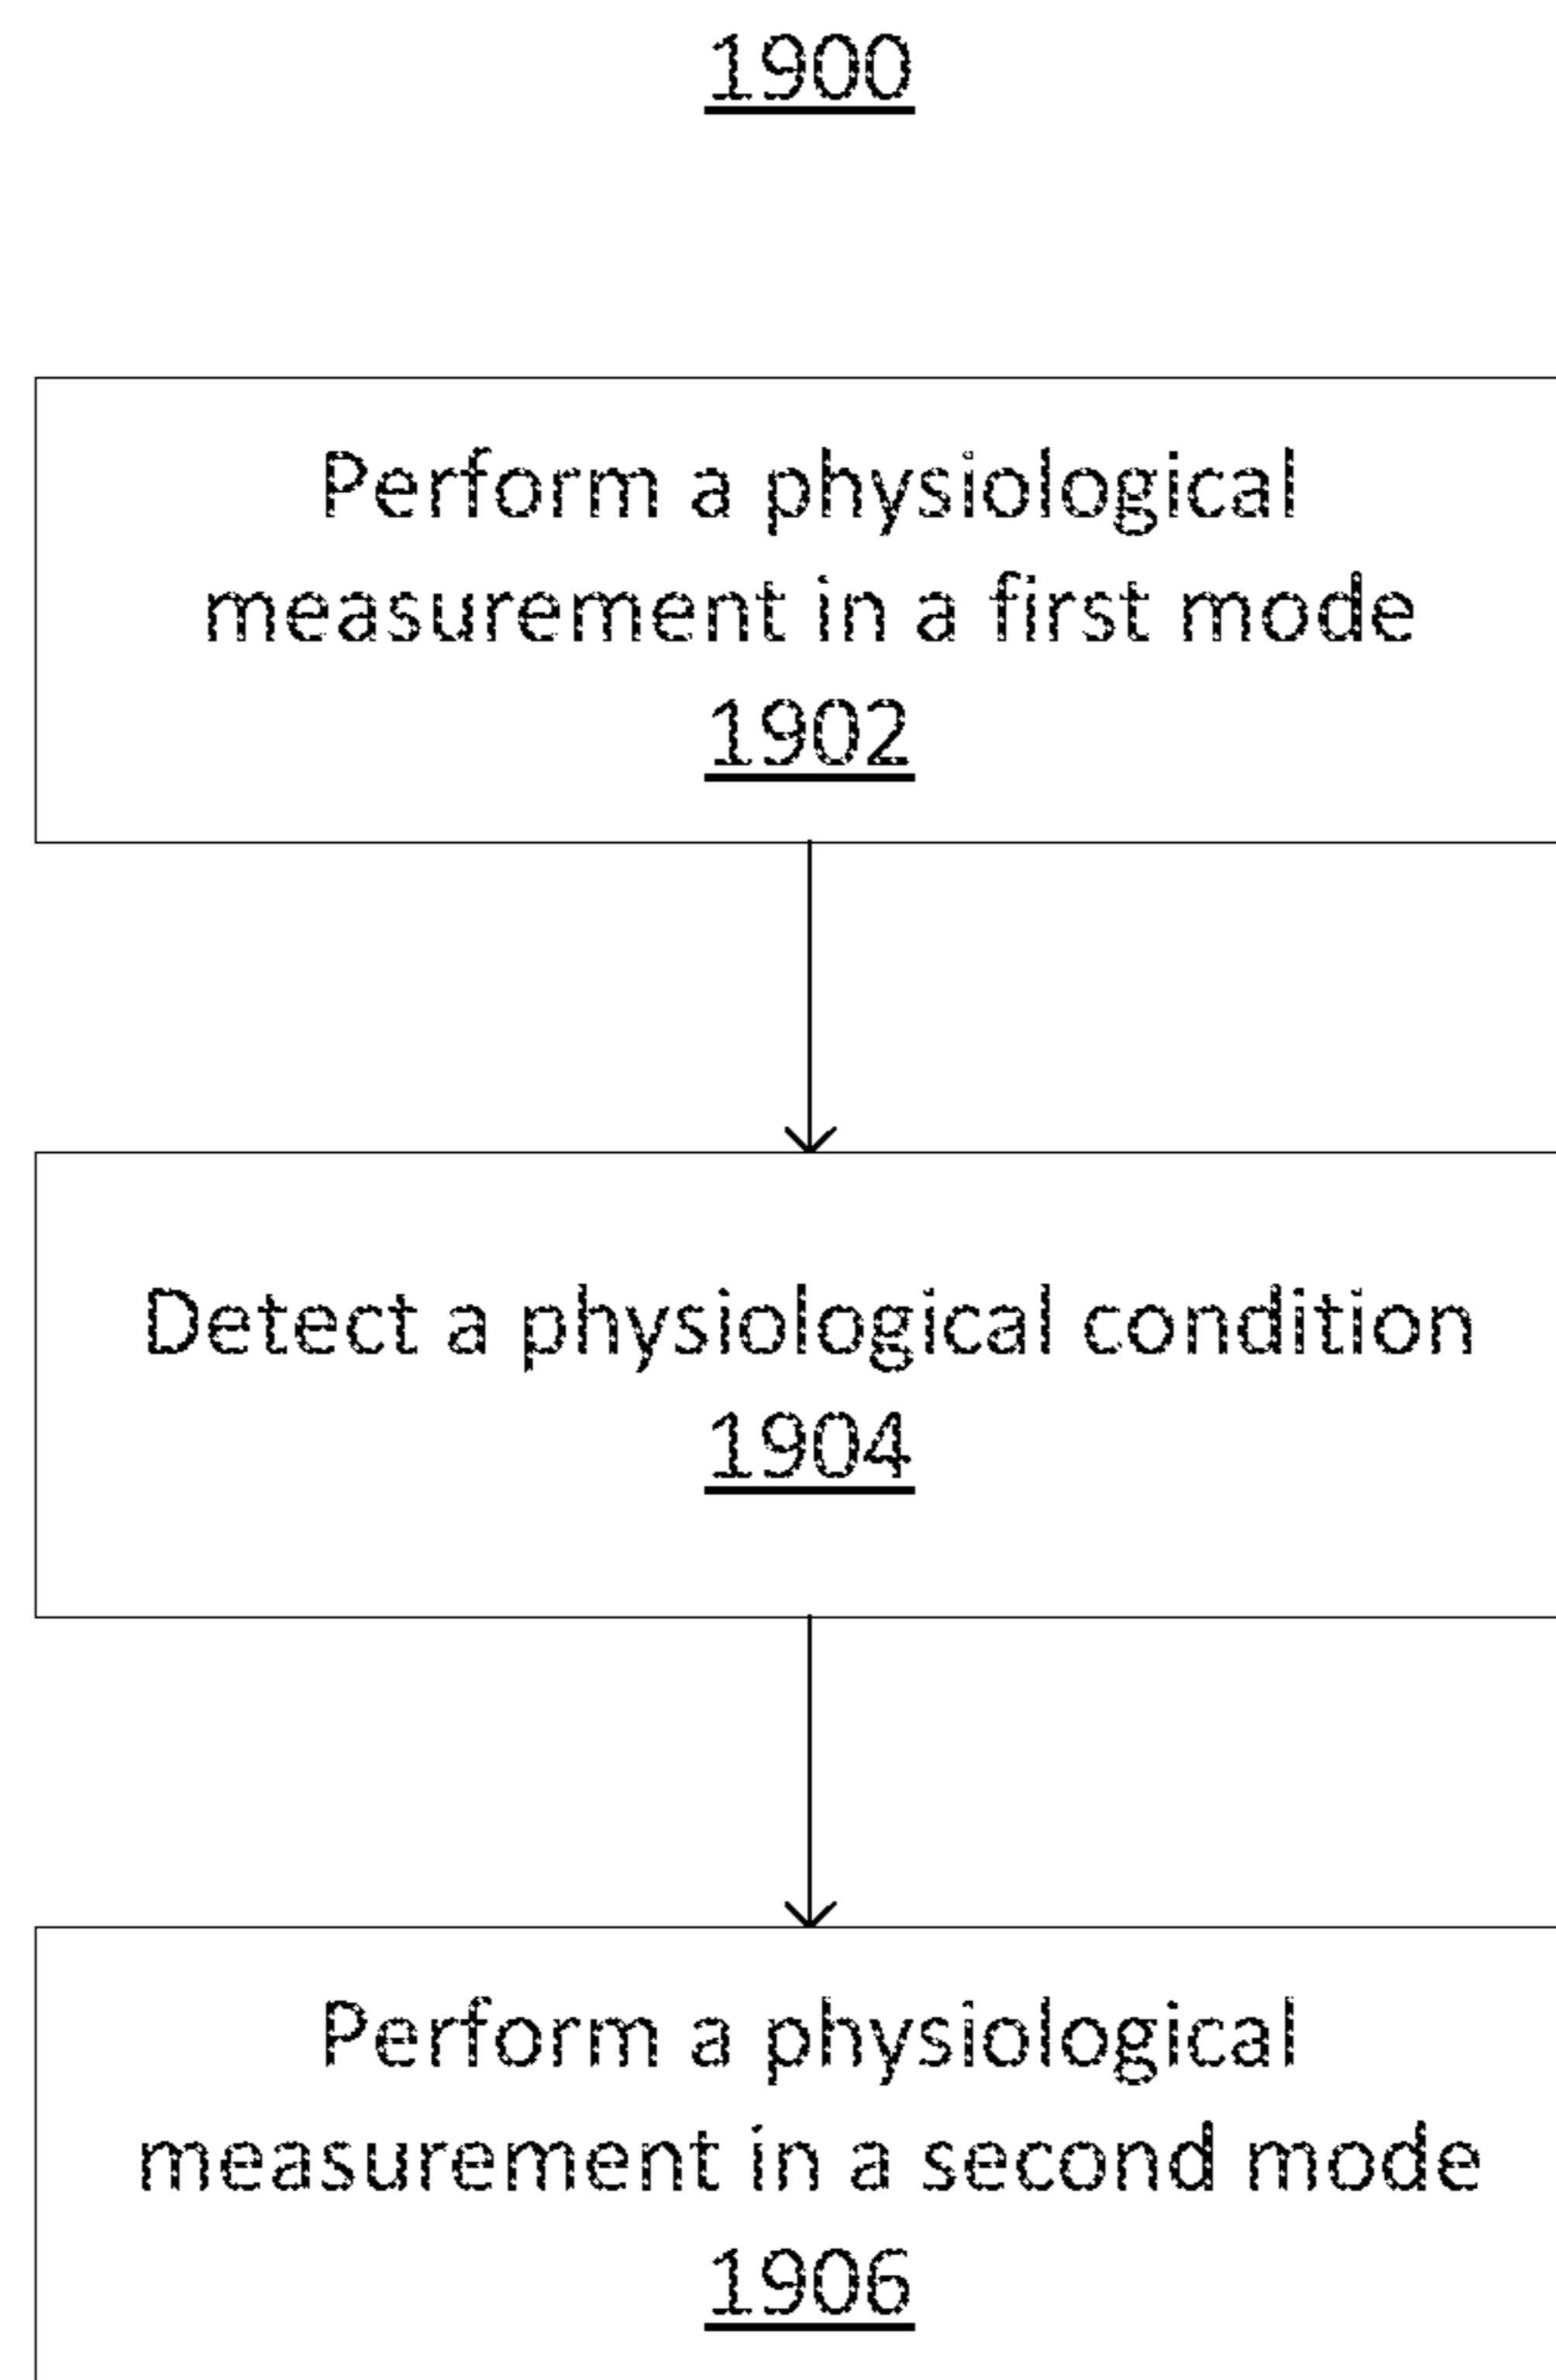 1900
Perform a physiological
measurement in a first mode
1902
Detect a physiological condition
1904
Perform a physiological
measurement in a second mode
1906